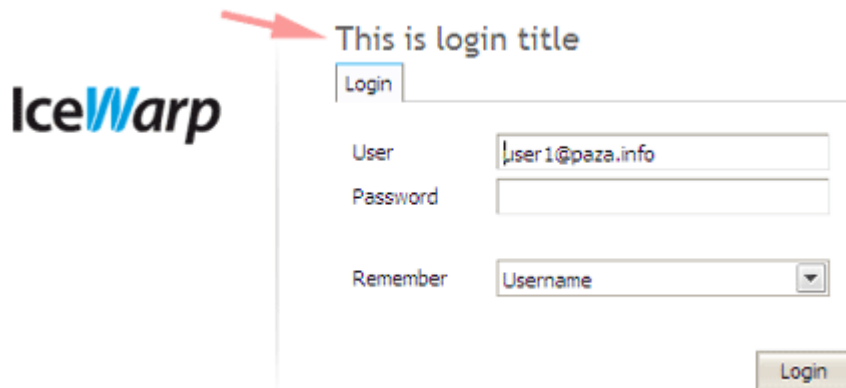 This is login title
Login
IceWarp
User user1@paza.info
Password
Remember Username
Login